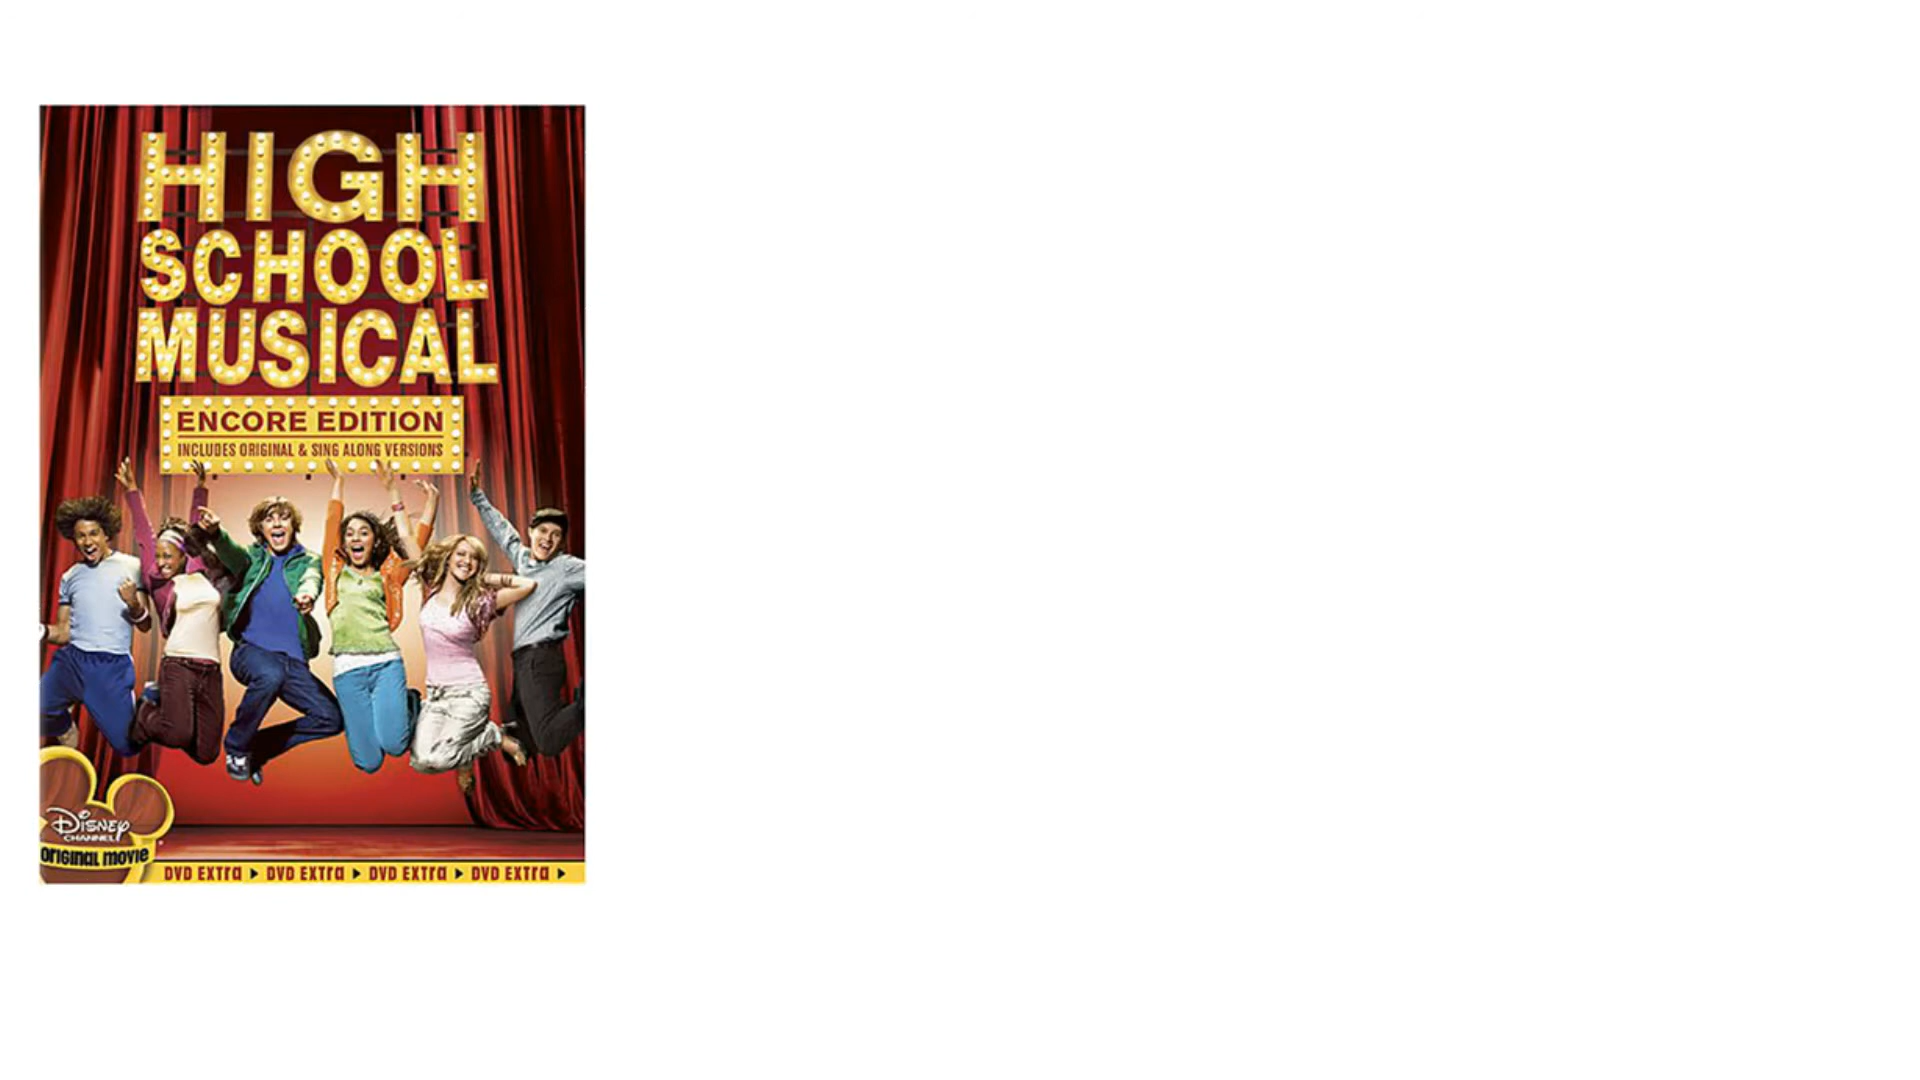 HIGH
SCHOOL
MUSICAL
ENCORE EDITION
INCLUDES ORIGINAL & SING ALONG VERSIONS
DISNEY
CHANNEL
ORIGINAL MOVIE
DVD EXTRA ▶ DVD EXTRA ▶ DVD EXTRA ▶ DVD EXTRA ▶